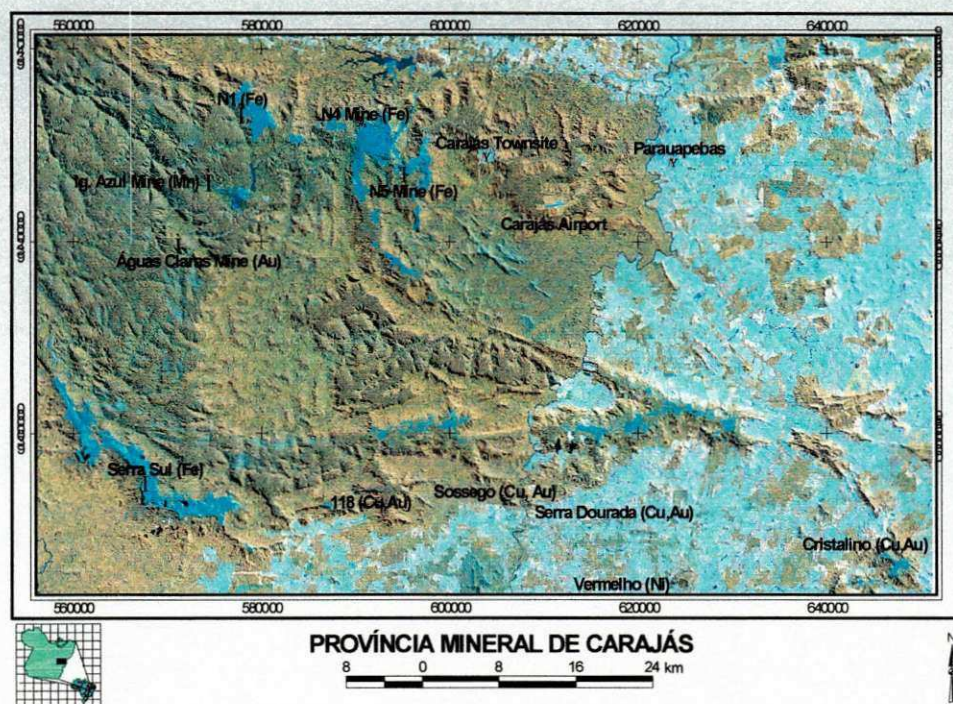 560000 580000 600000 620000 640000
N1 (Fe)
N4 Mine (Fe)
Carajás Townsite
Parauapebas
Ig. Azul Mine (Mn)
N5 Mine (Fe)
Carajás Airport
Águas Claras Mine (Au)
Serra Sul (Fe)
118 (Cu,Au)
Sossego (Cu, Au)
Serra Dourada (Cu,Au)
Cristalino (Cu,Au)
Vermelho (Ni)
560000 580000 600000 620000 640000
PROVÍNCIA MINERAL DE CARAJÁS
8 0 8 16 24 km
N